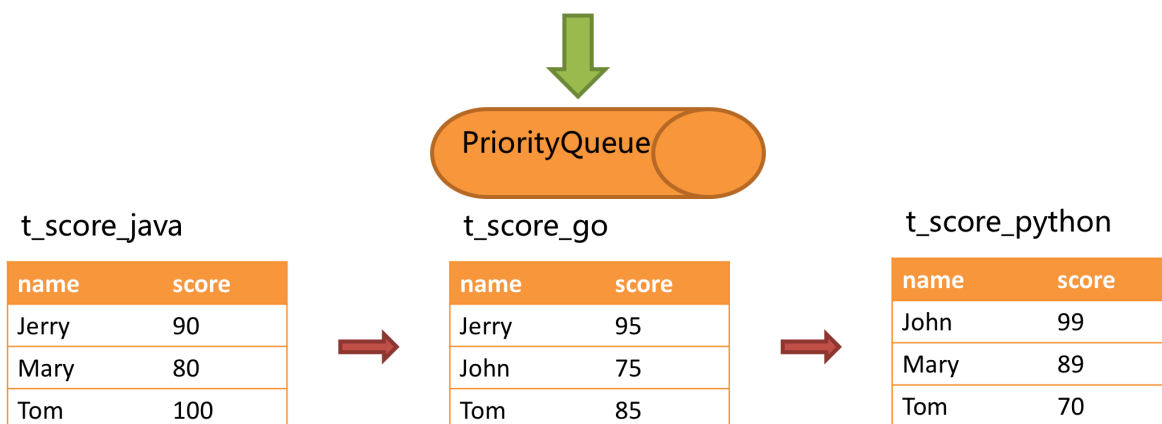 PriorityQueue
t_score_java
name score
Jerry 90
Mary 80
Tom 100
t_score_go
name score
Jerry 95
John 75
Tom 85
t_score_python
name score
John 99
Mary 89
Tom 70